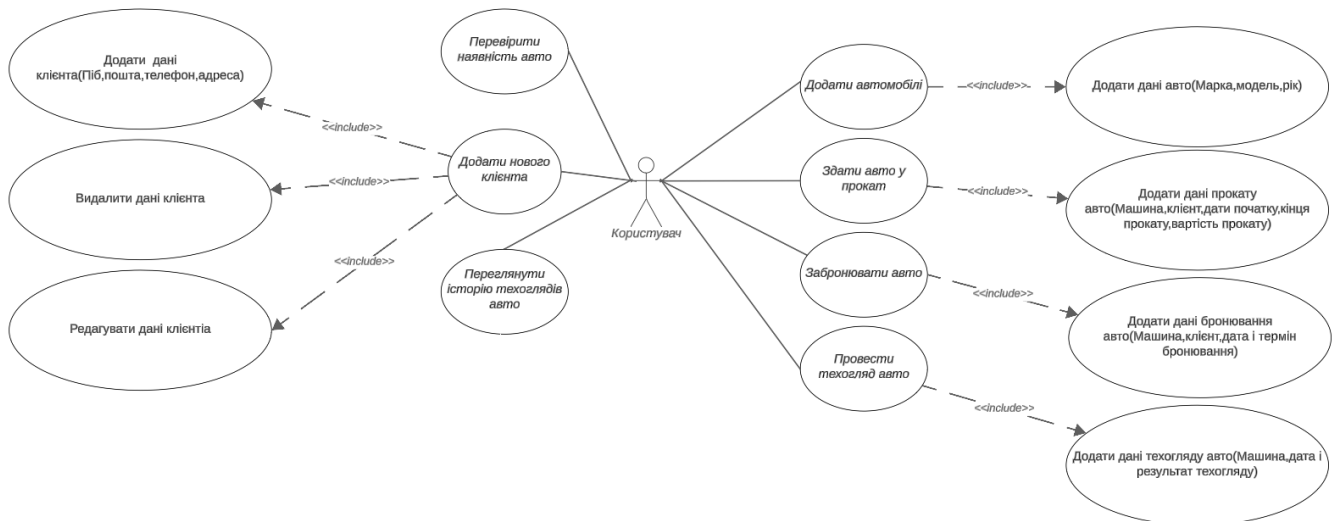 Додати дані
клієнта(Піб,пошта,телефон,адреса)
<<include>>
Видалити дані клієнта
<<include>>
Редагувати дані клієнтіа
<<include>>
Перевірити
наявність авто
Додати нового
клієнта
Переглянути
історію техоглядів
авто
Користувач
Додати автомобілі
<<include>>
Додати дані авто(Марка,модель,рік)
Здати авто у
прокат
<<include>>
Додати дані прокату
авто(Машина,клієнт,дати початку,кінця
прокату,вартість прокату)
Забронювати авто
<<include>>
Додати дані бронювання
авто(Машина,клієнт,дата і термін
бронювання)
Провести
техогляд авто
<<include>>
Додати дані техогляду авто(Машина,дата і
результат техогляду)